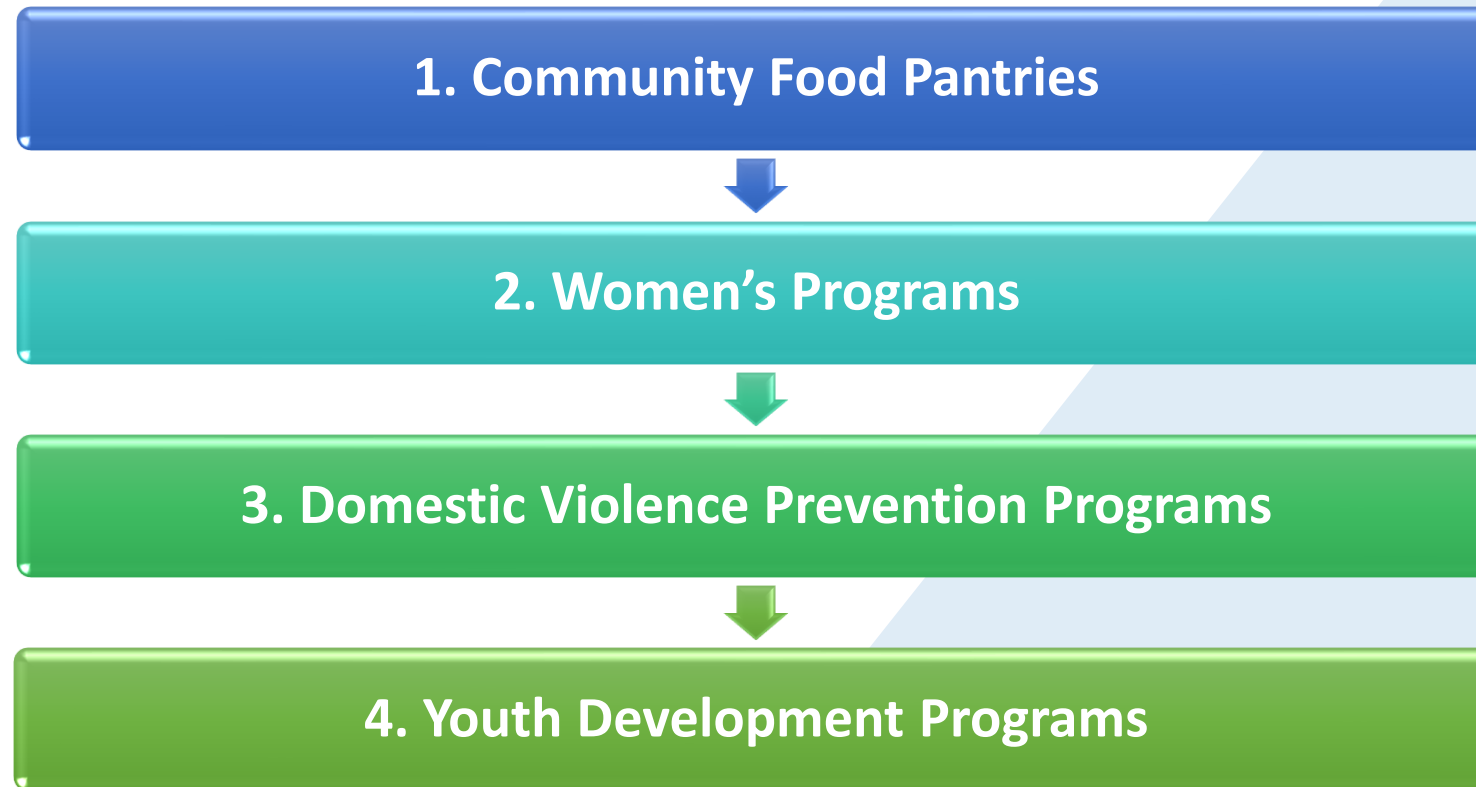 1. Community Food Pantries
2. Women’s Programs
3. Domestic Violence Prevention Programs
4. Youth Development Programs